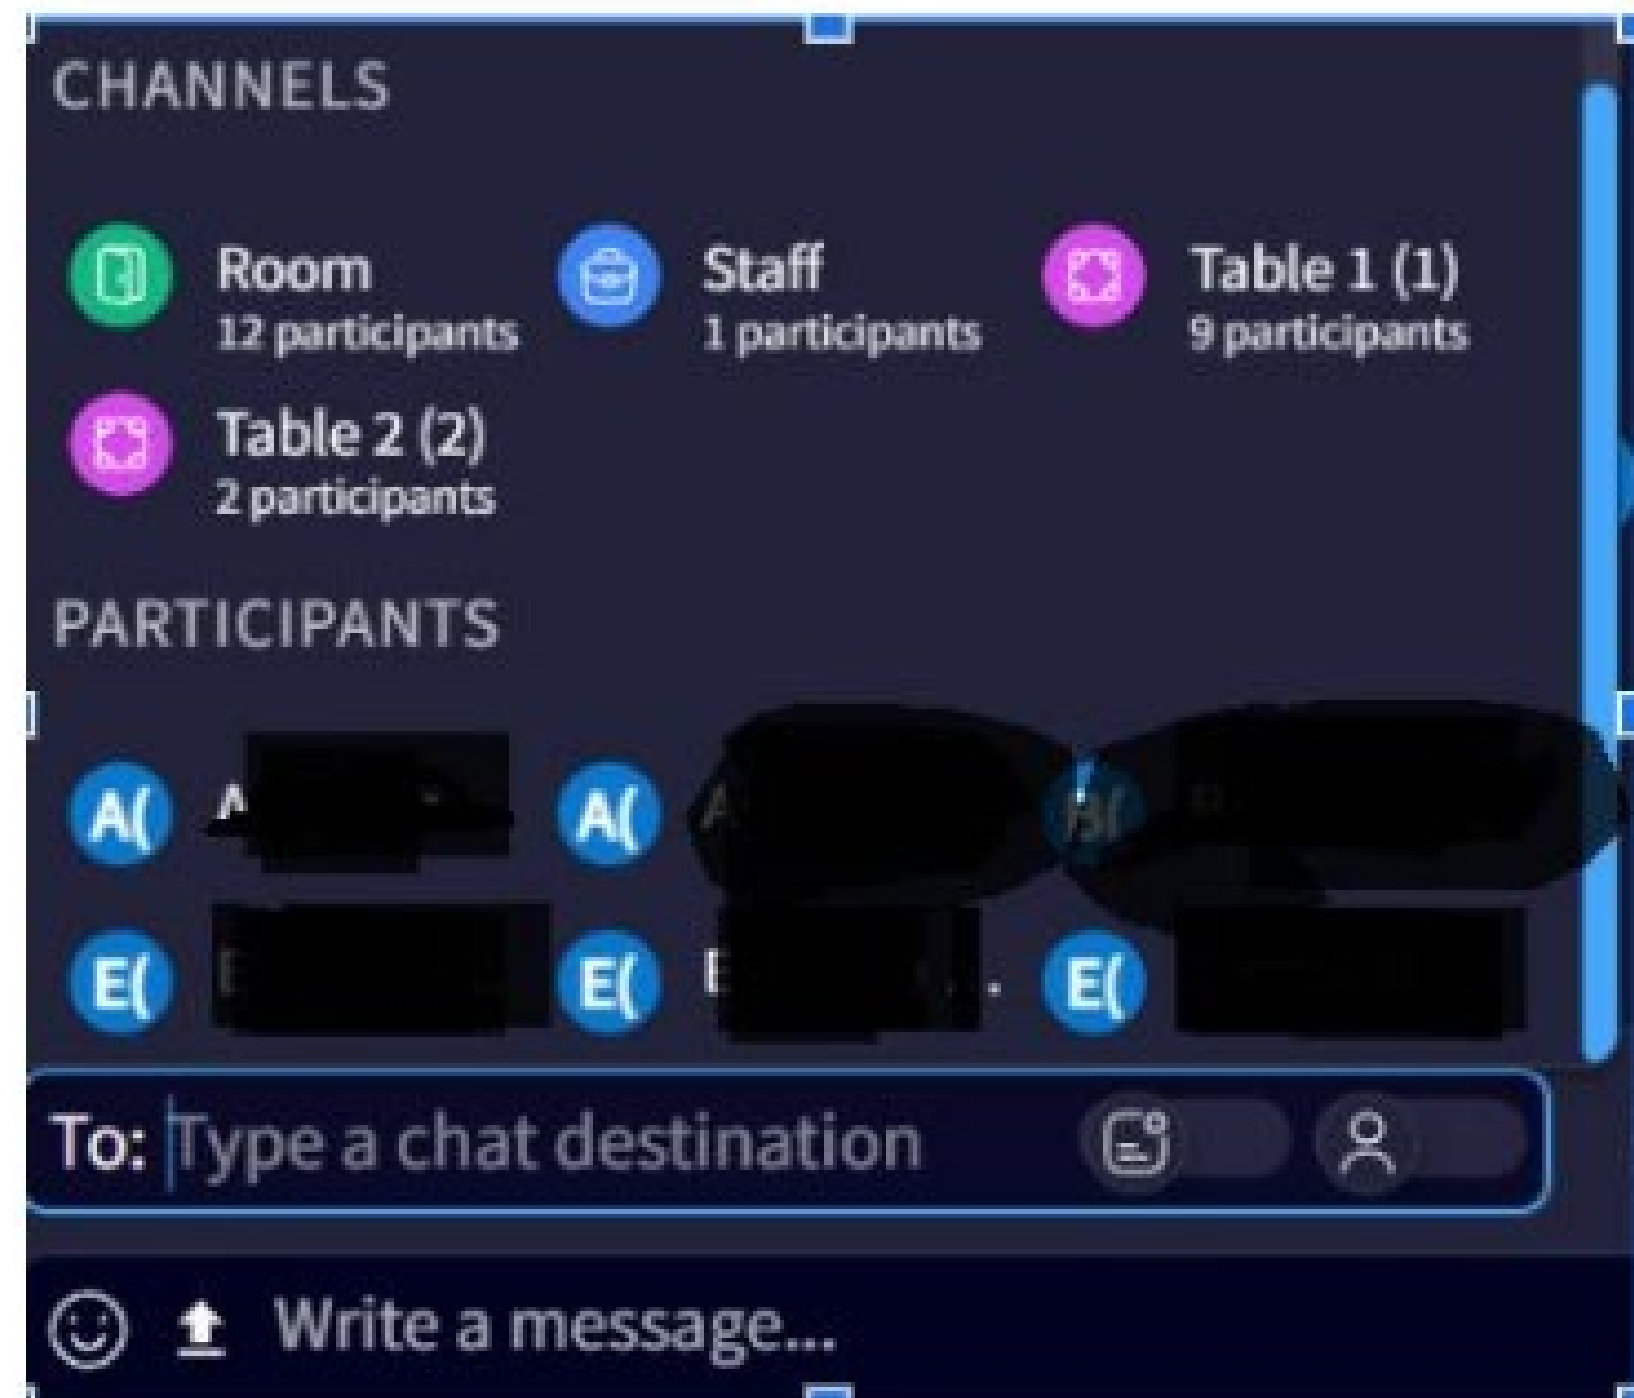 CHANNELS
Room
12 participants
Staff
1 participants
Table 1 (1)
9 participants
Table 2 (2)
2 participants
PARTICIPANTS
A(
A(
B(
E(
E(
E(
To: Type a chat destination
Write a message...